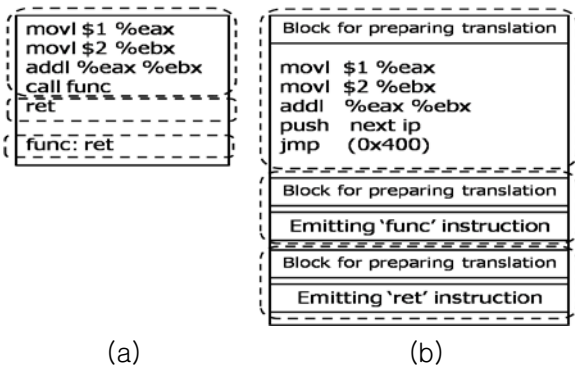 movl $1 %eax
movl $2 %ebx
addl %eax %ebx
call func
ret
func: ret
(a)
Block for preparing translation
movl $1 %eax
movl $2 %ebx
addl %eax %ebx
push next ip
jmp (0x400)
Block for preparing translation
Emitting ‘func’ instruction
Block for preparing translation
Emitting ‘ret’ instruction
(b)